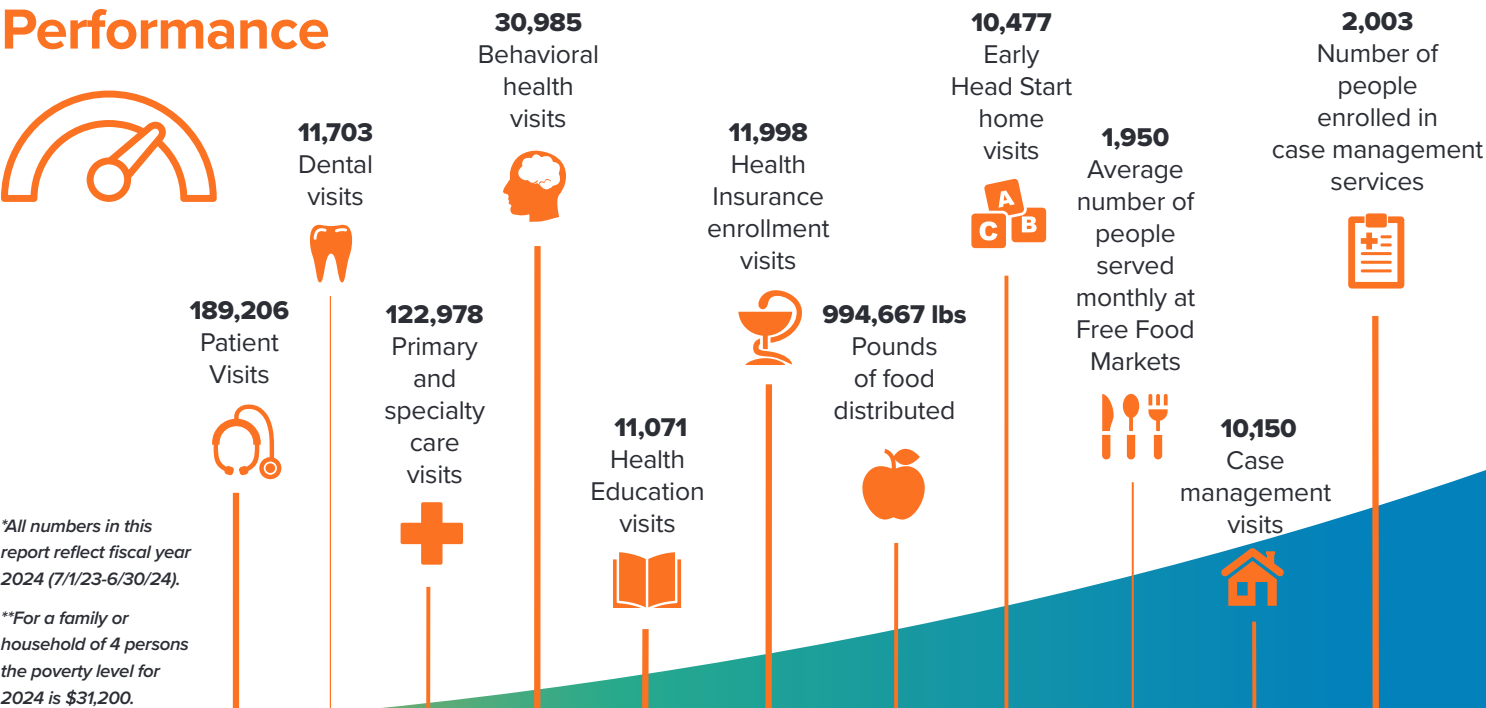 Performance
189,206
Patient
Visits
11,703
Dental
visits
122,978
Primary
and
specialty
care
visits
30,985
Behavioral
health
visits
11,071
Health
Education
visits
11,998
Health
Insurance
enrollment
visits
994,667 lbs
Pounds
of food
distributed
10,477
Early
Head Start
home
visits
A
C
B
1,950
Average
number of
people
served
monthly at
Free Food
Markets
10,150
Case
management
visits
2,003
Number of
people
enrolled in
case management
services
*All numbers in this
report reflect fiscal year
2024 (7/1/23-6/30/24).
**For a family or
household of 4 persons
the poverty level for
2024 is $31,200.